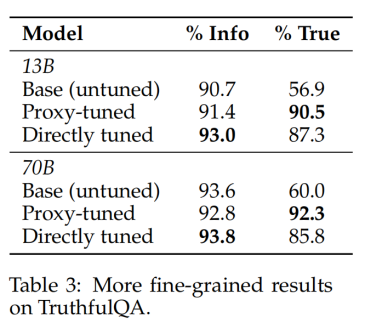 Model % Info % True
13B
Base (untuned) 90.7 56.9
Proxy-tuned 91.4 90.5
Directly tuned 93.0 87.3
70B
Base (untuned) 93.6 60.0
Proxy-tuned 92.8 92.3
Directly tuned 93.8 85.8
Table 3: More fine-grained results
on TruthfulQA.